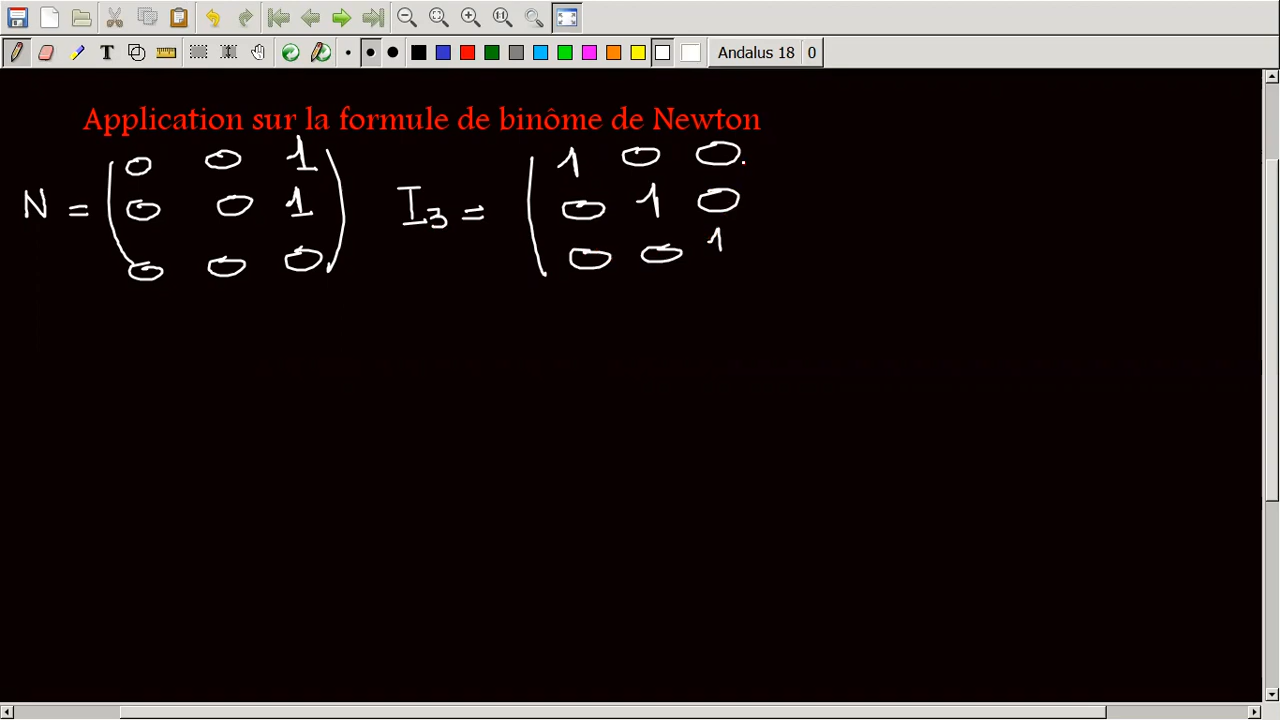 Andalus 18 0
Application sur la formule de binôme de Newton
0 0 1 1 0 0
N = 0 0 1 I3 = 0 1 0
0 0 0 0 0 1